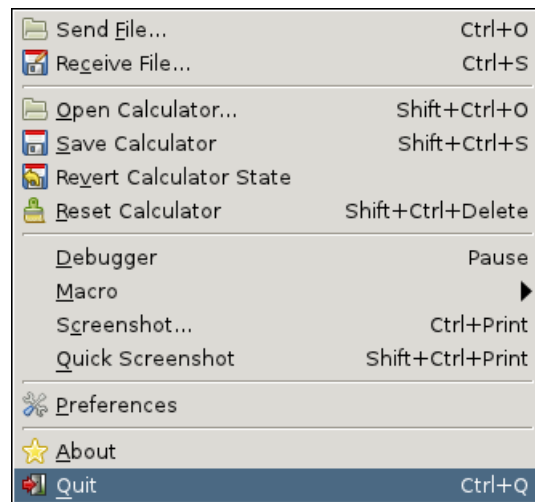 Send File... Ctrl+O
Receive File... Ctrl+S
Open Calculator... Shift+Ctrl+O
Save Calculator Shift+Ctrl+S
Revert Calculator State
Reset Calculator Shift+Ctrl+Delete
Debugger Pause
Macro
Screenshot... Ctrl+Print
Quick Screenshot Shift+Ctrl+Print
Preferences
About
Quit Ctrl+Q